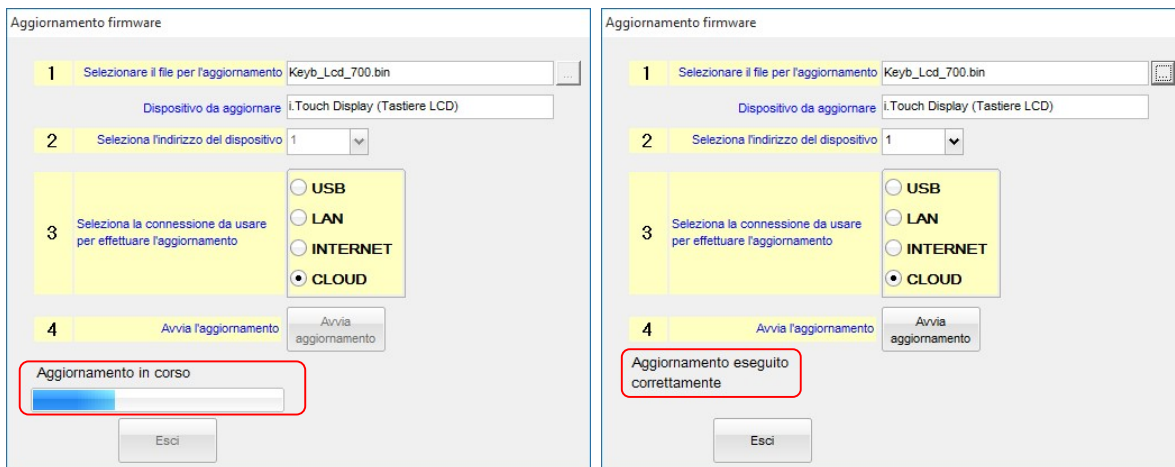 Aggiornamento firmware
1 Selezionare il file per l'aggiornamento Keyb_Lcd_700.bin ...
Dispositivo da aggiornare i.Touch Display (Tastiere LCD)
2 Seleziona l'indirizzo del dispositivo 1
3 Seleziona la connessione da usare
per effettuare l'aggiornamento
USB
LAN
INTERNET
CLOUD
4 Avvia l'aggiornamento Avvia
aggiornamento
Aggiornamento in corso
Esci
Aggiornamento firmware
1 Selezionare il file per l'aggiornamento Keyb_Lcd_700.bin ...
Dispositivo da aggiornare i.Touch Display (Tastiere LCD)
2 Seleziona l'indirizzo del dispositivo 1
3 Seleziona la connessione da usare
per effettuare l'aggiornamento
USB
LAN
INTERNET
CLOUD
4 Avvia l'aggiornamento Avvia
aggiornamento
Aggiornamento eseguito
correttamente
Esci